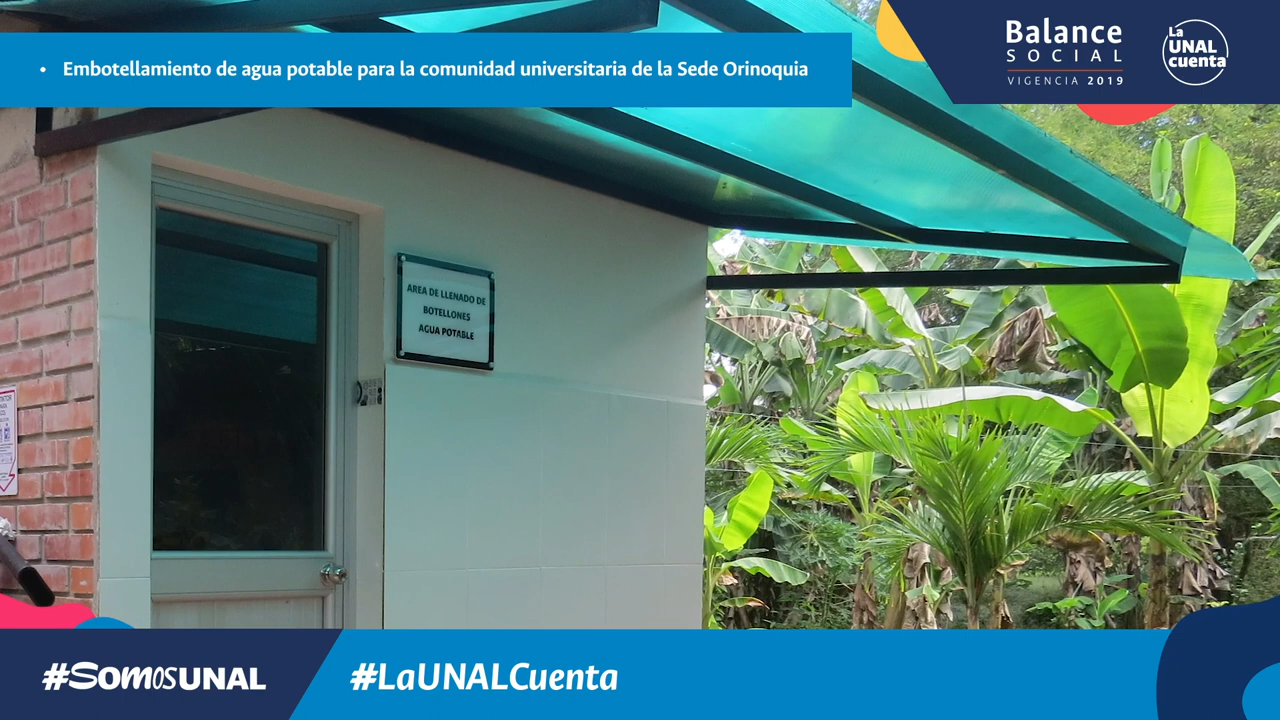 • Embotellamiento de agua potable para la comunidad universitaria de la Sede Orinoquia
Balance
SOCIAL
VIGENCIA 2019
La
UNAL
cuenta
AREA DE LLENADO DE
BOTELLONES
AGUA POTABLE
#SOMOSUNAL
#LaUNALCuenta